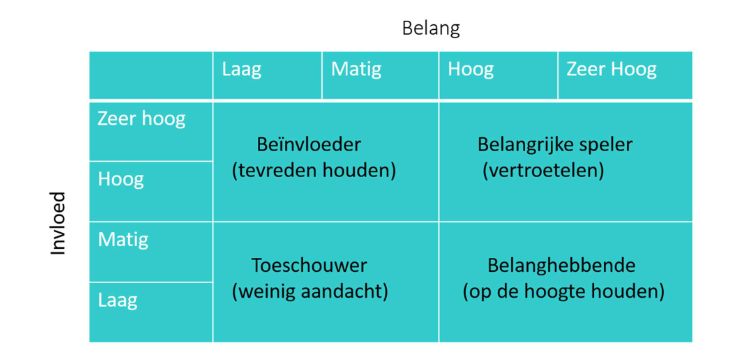 Belang
Laag Matig Hoog Zeer Hoog
Zeer hoog
Beïnvloeder
(tevreden houden)
Belangrijke speler
(vertroetelen)
Hoog
Invloed
Matig
Toeschouwer
(weinig aandacht)
Belanghebbende
(op de hoogte houden)
Laag